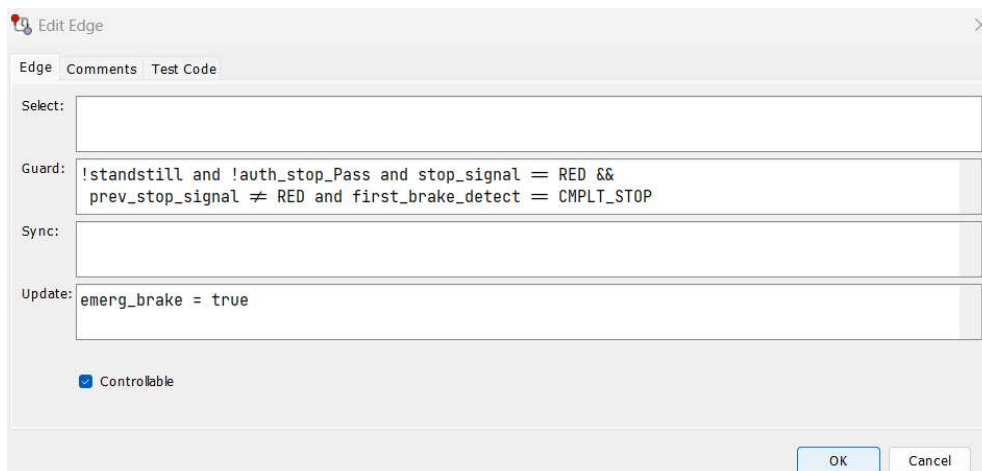 Edit Edge
Edge Comments Test Code
Select:
Guard: !standstill and !auth_stop_Pass and stop_signal == RED &&
prev_stop_signal ≠ RED and first_brake_detect == CMPLT_STOP
Sync:
Update: emerg_brake = true
Controllable
OK Cancel